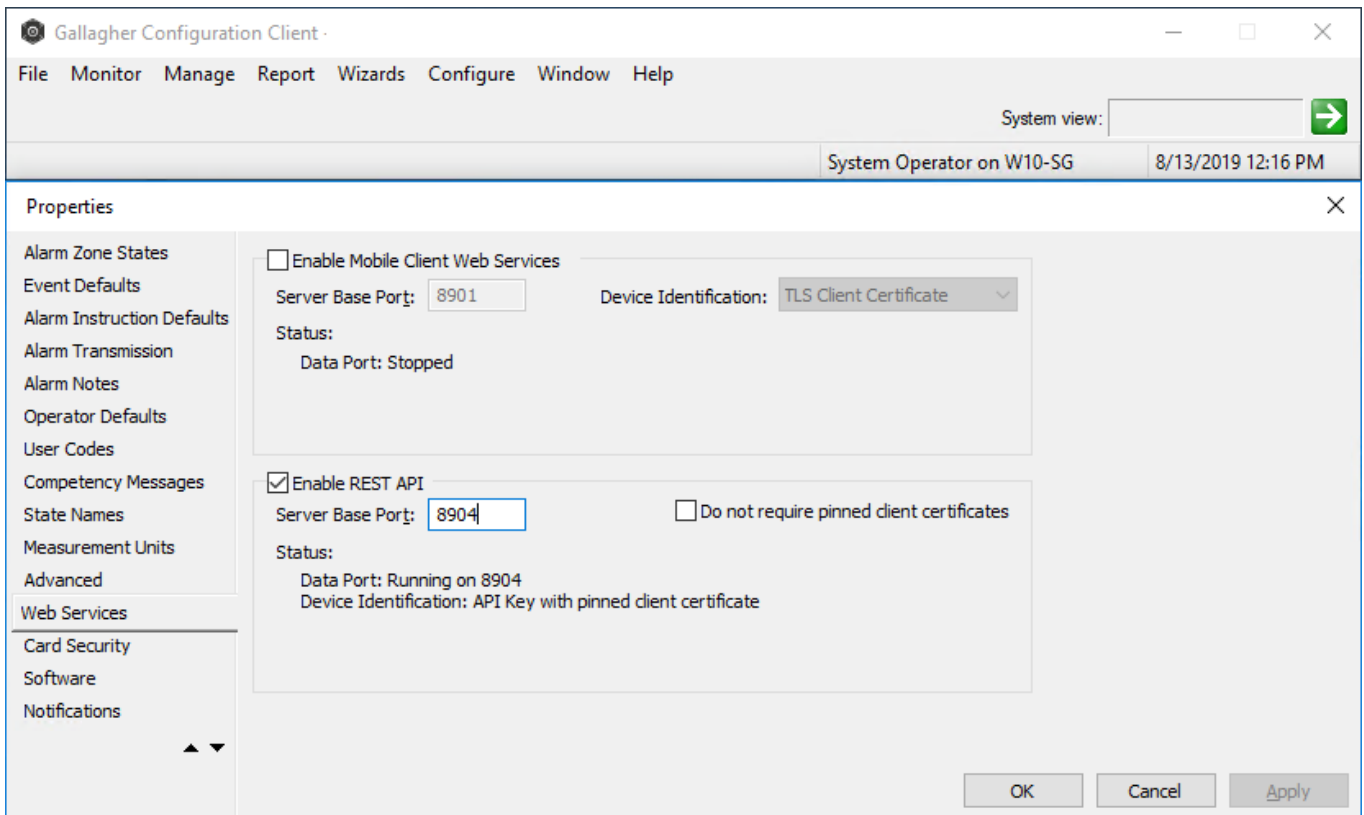 Gallagher Configuration Client -
File Monitor Manage Report Wizards Configure Window Help
System view:
System Operator on W10-SG 8/13/2019 12:16 PM
Properties
Alarm Zone States
Event Defaults
Alarm Instruction Defaults
Alarm Transmission
Alarm Notes
Operator Defaults
User Codes
Competency Messages
State Names
Measurement Units
Advanced
Web Services
Card Security
Software
Notifications
Enable Mobile Client Web Services
Server Base Port: 8901 Device Identification: TLS Client Certificate
Status:
Data Port: Stopped
Enable REST API
Server Base Port: 8904 Do not require pinned client certificates
Status:
Data Port: Running on 8904
Device Identification: API Key with pinned client certificate
OK Cancel Apply